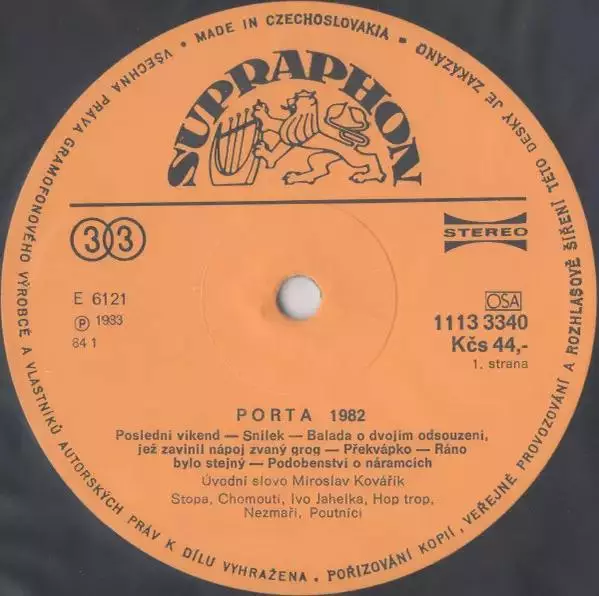 VŠECHNA PRÁVA GRAMOFONOVÉHO VÝROBCE A VLASTNÍKŮ AUTORSKÝCH PRÁV K DÍLU VYHRAŽENA. POŘIZOVÁNÍ KOPIÍ, VEŘEJNÉ PROVOZOVÁNÍ A ROZHLASOVÉ ŠÍŘENÍ TÉTO DESKY JE ZAKÁZÁNO • MADE IN CZECHOSLOVAKIA •
SUPRAPHON
33
STEREO
E 6121
Ⓟ 1983
84 1
OSA
1113 3340
Kčs 44,-
1. strana
PORTA 1982
Poslední víkend — Snílek — Balada o dvojím odsouzení,
jež zavinil nápoj zvaný grog — Překvápko — Ráno
bylo stejný — Podobenství o náramcích
Úvodní slovo Miroslav Kovářík
Stopa, Chomouti, Ivo Jahelka, Hop trop,
Nezmaři, Poutníci